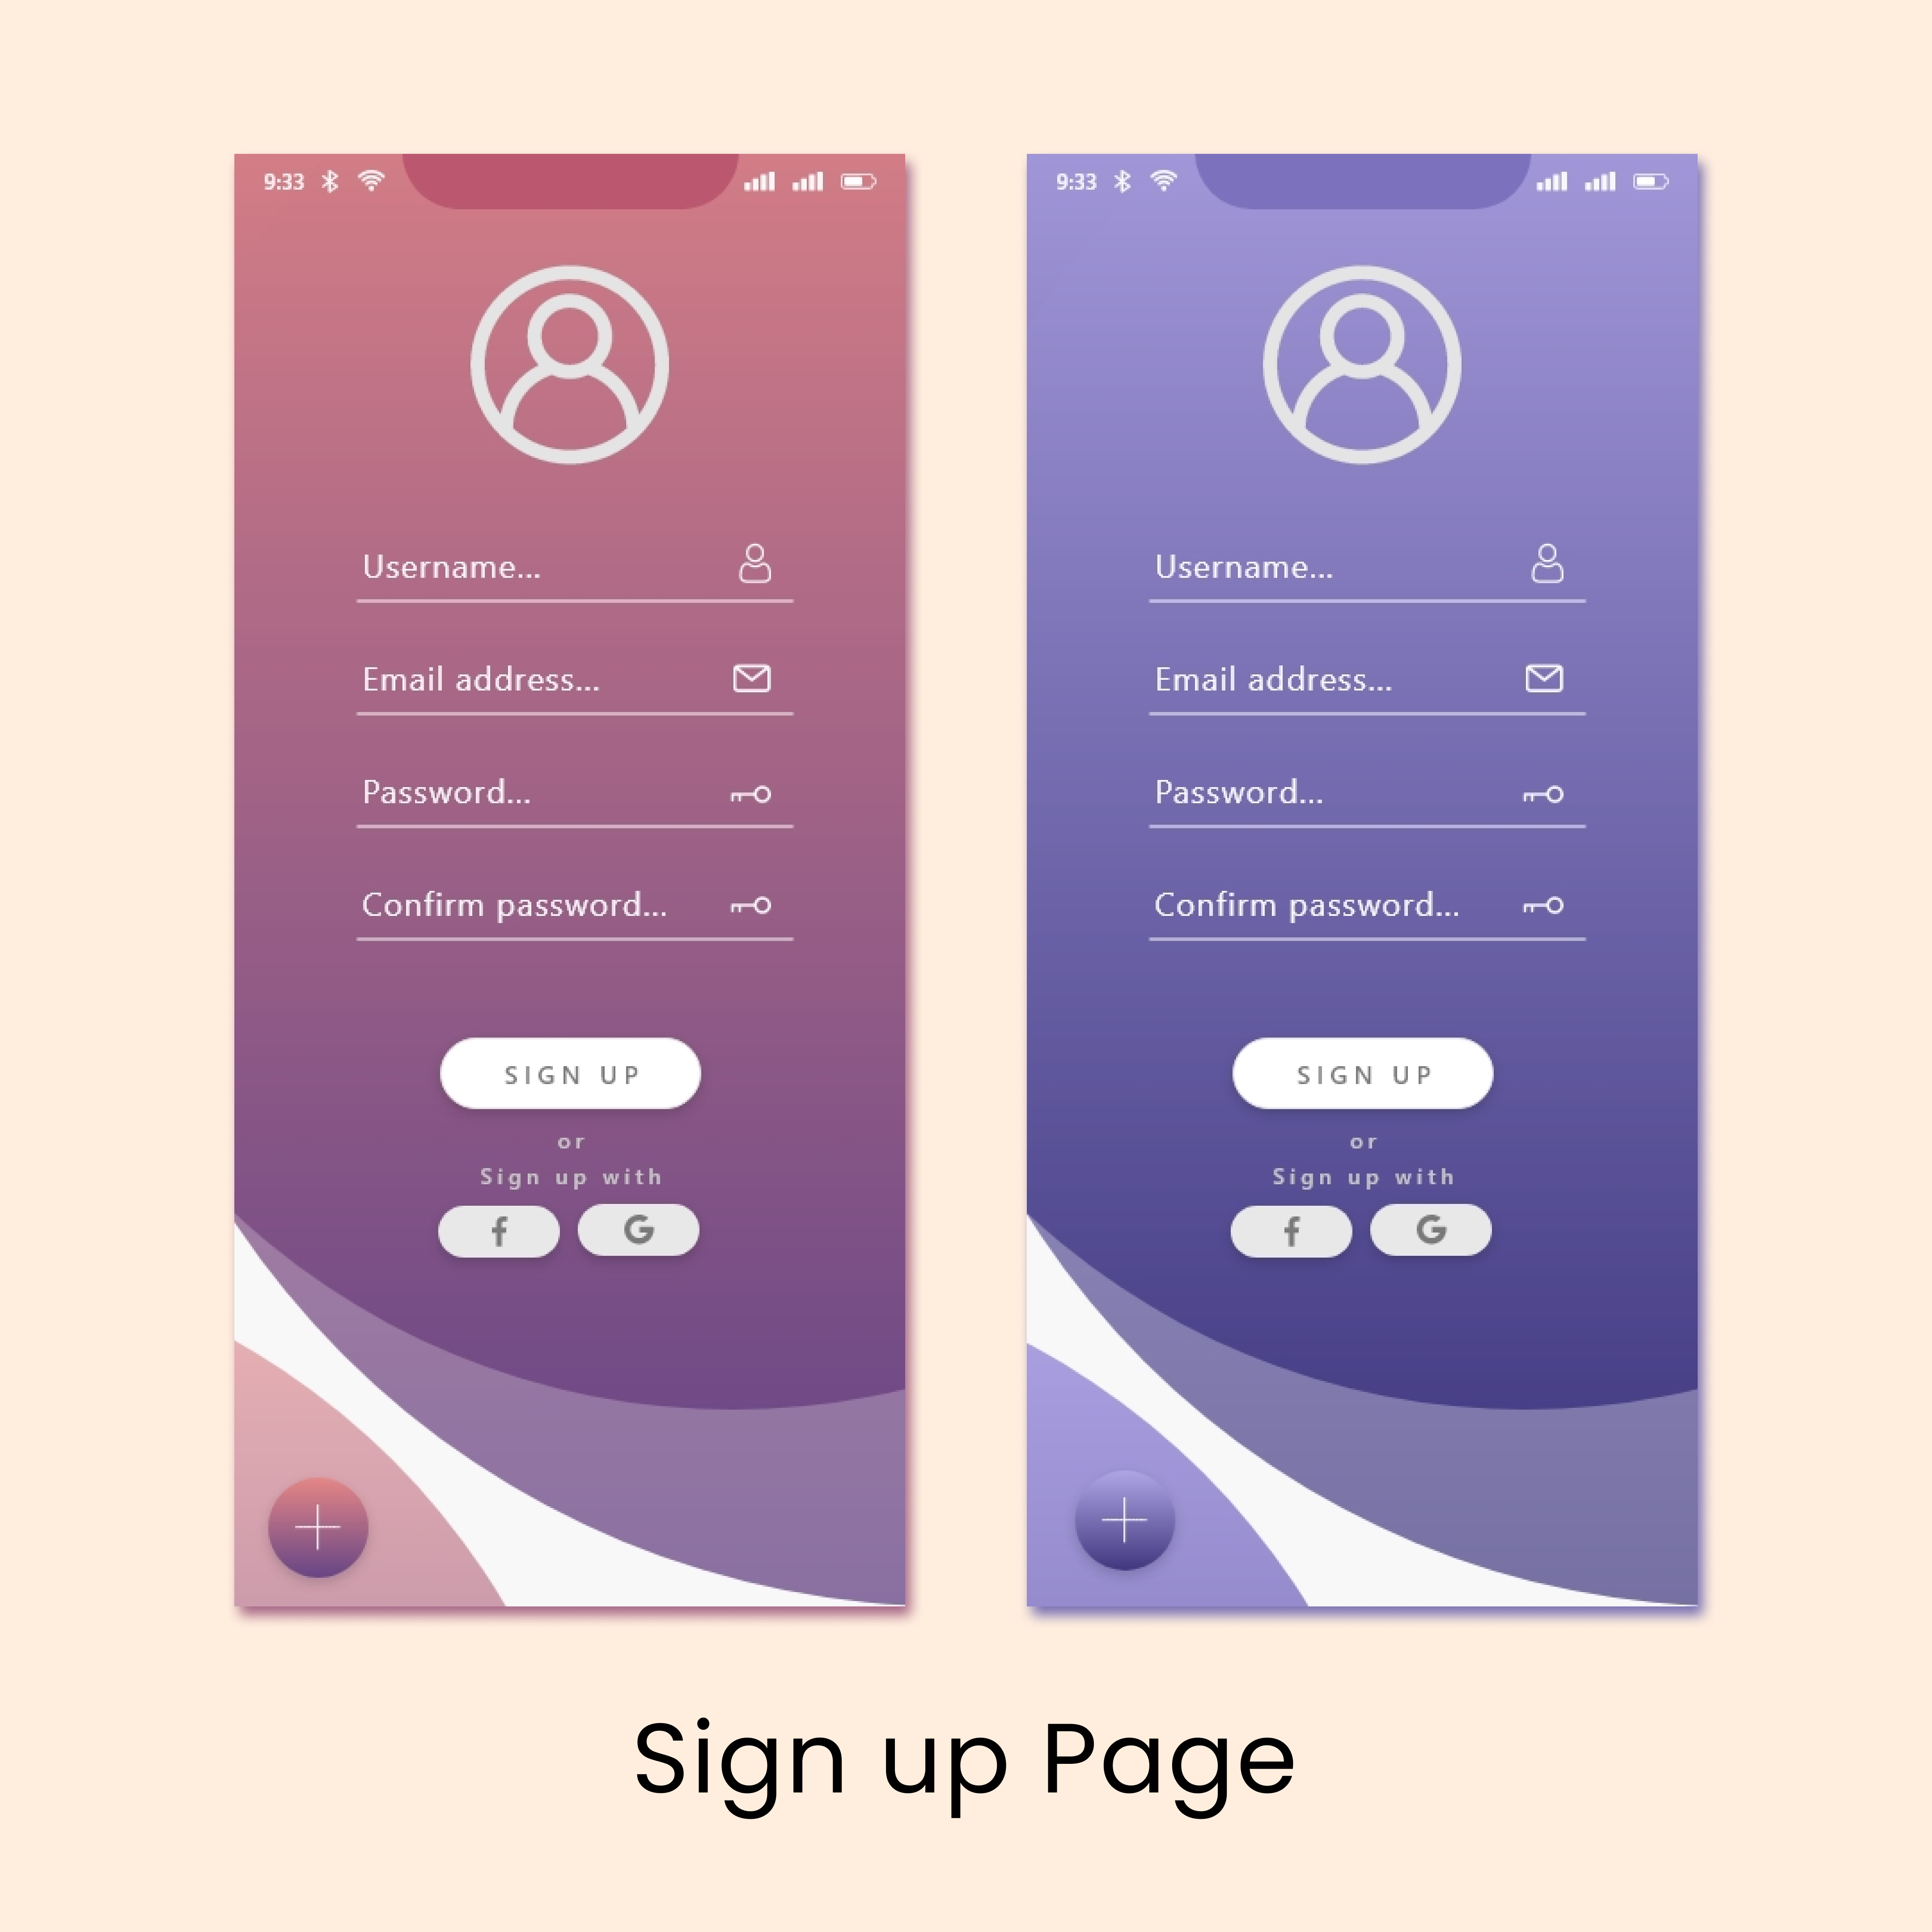 9:33
Username...
Email address...
Password...
Confirm password...
SIGN UP
or
Sign up with
f G
9:33
Username...
Email address...
Password...
Confirm password...
SIGN UP
or
Sign up with
f G
Sign up Page